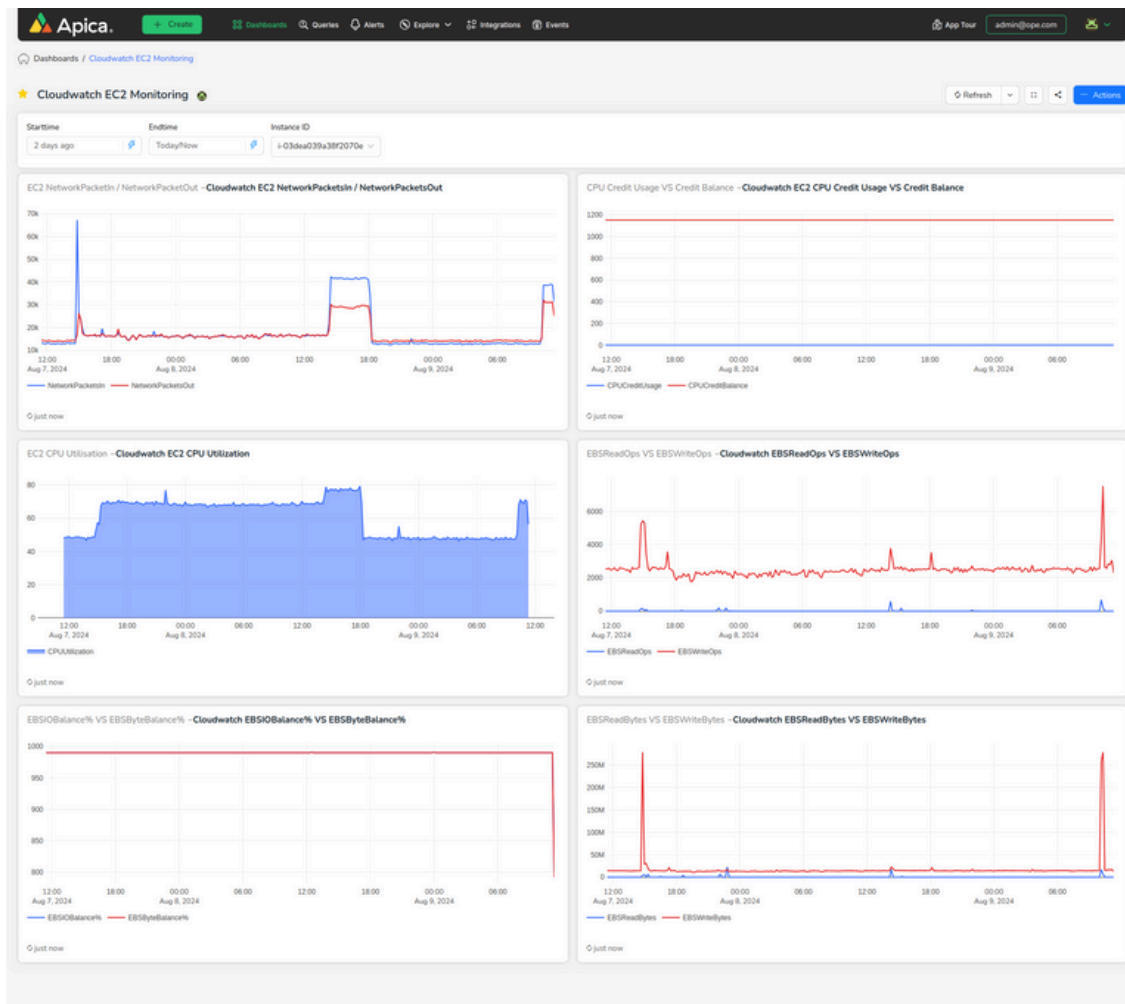 Apica.
+ Create
Dashboards
Queries
Alerts
Explore
Integrations
Events
App Tour
admin@ope.com
Dashboards / Cloudwatch EC2 Monitoring
Cloudwatch EC2 Monitoring
Refresh
Actions
Starttime
Endtime
Instance ID
2 days ago
Today/Now
i-03dea039a38f2070e
EC2 NetworkPacketIn / NetworkPacketOut –Cloudwatch EC2 NetworkPacketsIn / NetworkPacketsOut
70k
60k
50k
40k
30k
20k
10k
12:00 18:00 00:00 06:00 12:00 18:00 00:00 06:00
Aug 7, 2024 Aug 8, 2024 Aug 9, 2024
NetworkPacketsIn NetworkPacketsOut
just now
CPU Credit Usage VS Credit Balance –Cloudwatch EC2 CPU Credit Usage VS Credit Balance
1200
1000
800
600
400
200
0
12:00 18:00 00:00 06:00 12:00 18:00 00:00 06:00
Aug 7, 2024 Aug 8, 2024 Aug 9, 2024
CPUCreditUsage CPUCreditBalance
just now
EC2 CPU Utilisation –Cloudwatch EC2 CPU Utilization
80
60
40
20
0
12:00 18:00 00:00 06:00 12:00 18:00 00:00 06:00 12:00
Aug 7, 2024 Aug 8, 2024 Aug 9, 2024
CPUUtilization
just now
EBSReadOps VS EBSWriteOps –Cloudwatch EBSReadOps VS EBSWriteOps
6000
4000
2000
0
12:00 18:00 00:00 06:00 12:00 18:00 00:00 06:00
Aug 7, 2024 Aug 8, 2024 Aug 9, 2024
EBSReadOps EBSWriteOps
just now
EBSIOBalance% VS EBSByteBalance% –Cloudwatch EBSIOBalance% VS EBSByteBalance%
1000
950
900
850
800
12:00 18:00 00:00 06:00 12:00 18:00 00:00 06:00
Aug 7, 2024 Aug 8, 2024 Aug 9, 2024
EBSIOBalance% EBSByteBalance%
just now
EBSReadBytes VS EBSWriteBytes –Cloudwatch EBSReadBytes VS EBSWriteBytes
250M
200M
150M
100M
50M
0
12:00 18:00 00:00 06:00 12:00 18:00 00:00 06:00
Aug 7, 2024 Aug 8, 2024 Aug 9, 2024
EBSReadBytes EBSWriteBytes
just now